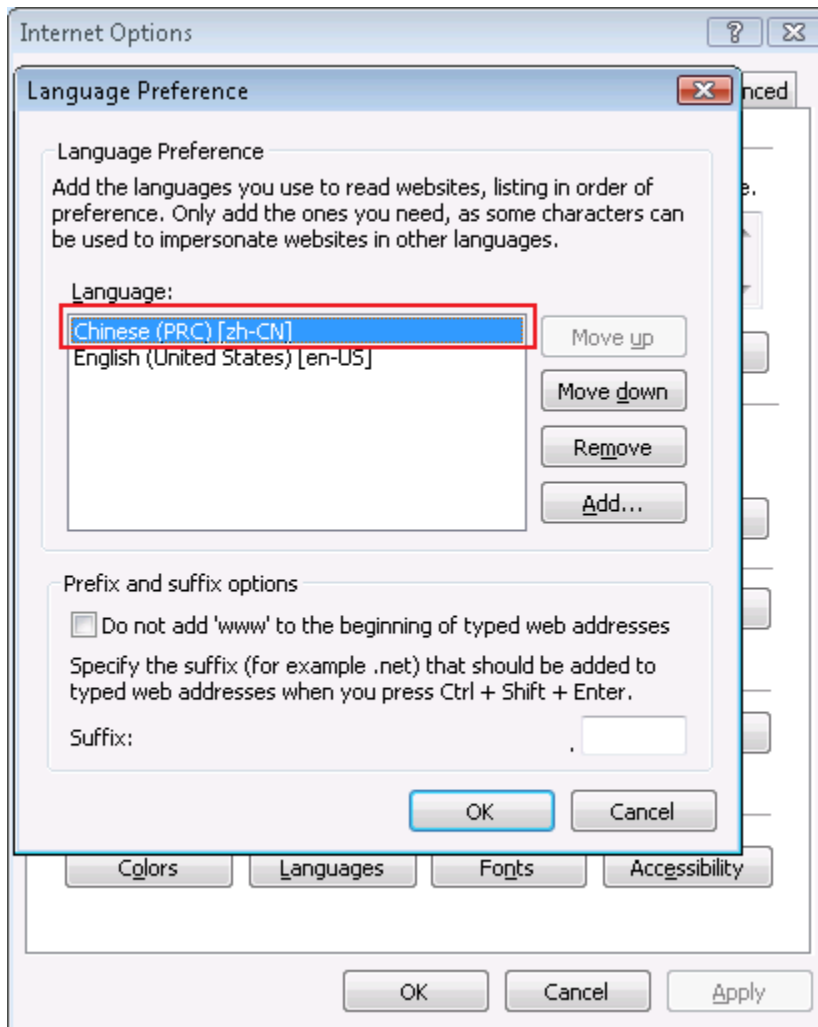 Internet Options
Language Preference
nced
Language Preference
Add the languages you use to read websites, listing in order of
e.
preference. Only add the ones you need, as some characters can
be used to impersonate websites in other languages.
Language:
Chinese (PRC) [zh-CN]
English (United States) [en-US]
Move up
Move down
Remove
Add...
Prefix and suffix options
Do not add 'www' to the beginning of typed web addresses
Specify the suffix (for example .net) that should be added to
typed web addresses when you press Ctrl + Shift + Enter.
Suffix:
.
OK
Cancel
Colors
Languages
Fonts
Accessibility
OK
Cancel
Apply